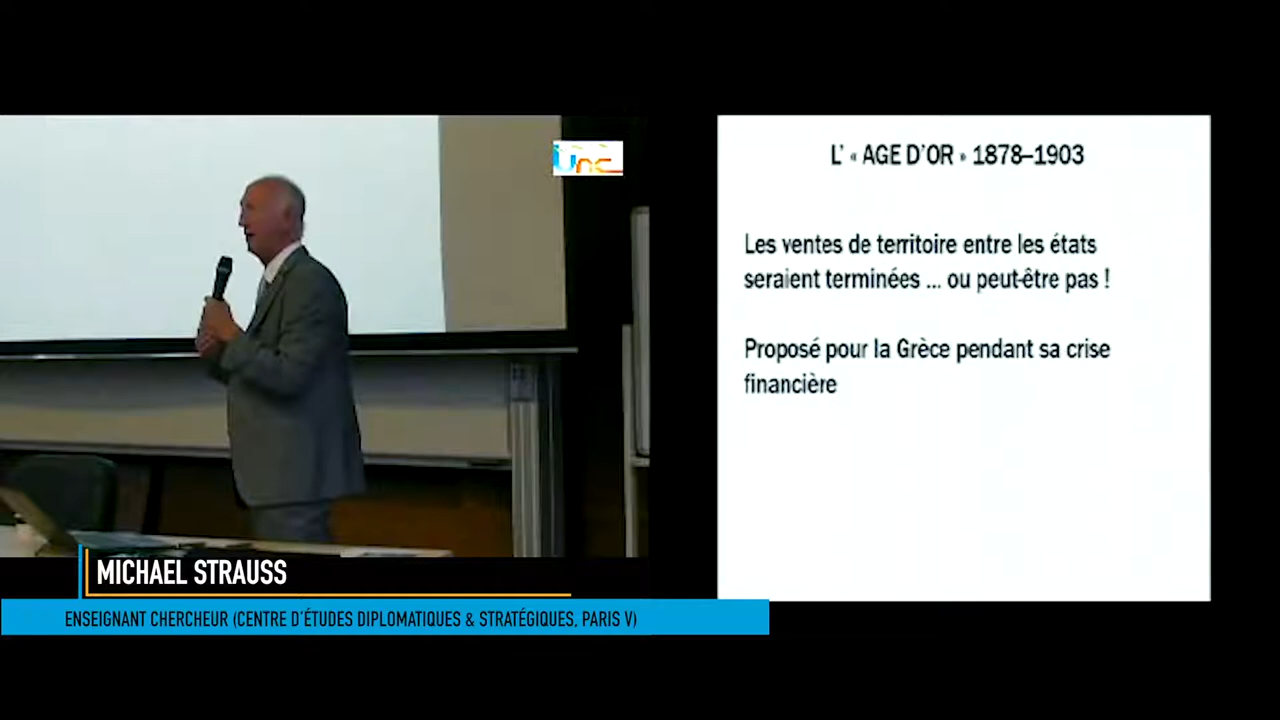 unc
L' « AGE D'OR » 1878–1903
Les ventes de territoire entre les états
seraient terminées ... ou peut-être pas !
Proposé pour la Grèce pendant sa crise
financière
MICHAEL STRAUSS
ENSEIGNANT CHERCHEUR (CENTRE D'ÉTUDES DIPLOMATIQUES & STRATÉGIQUES, PARIS V)